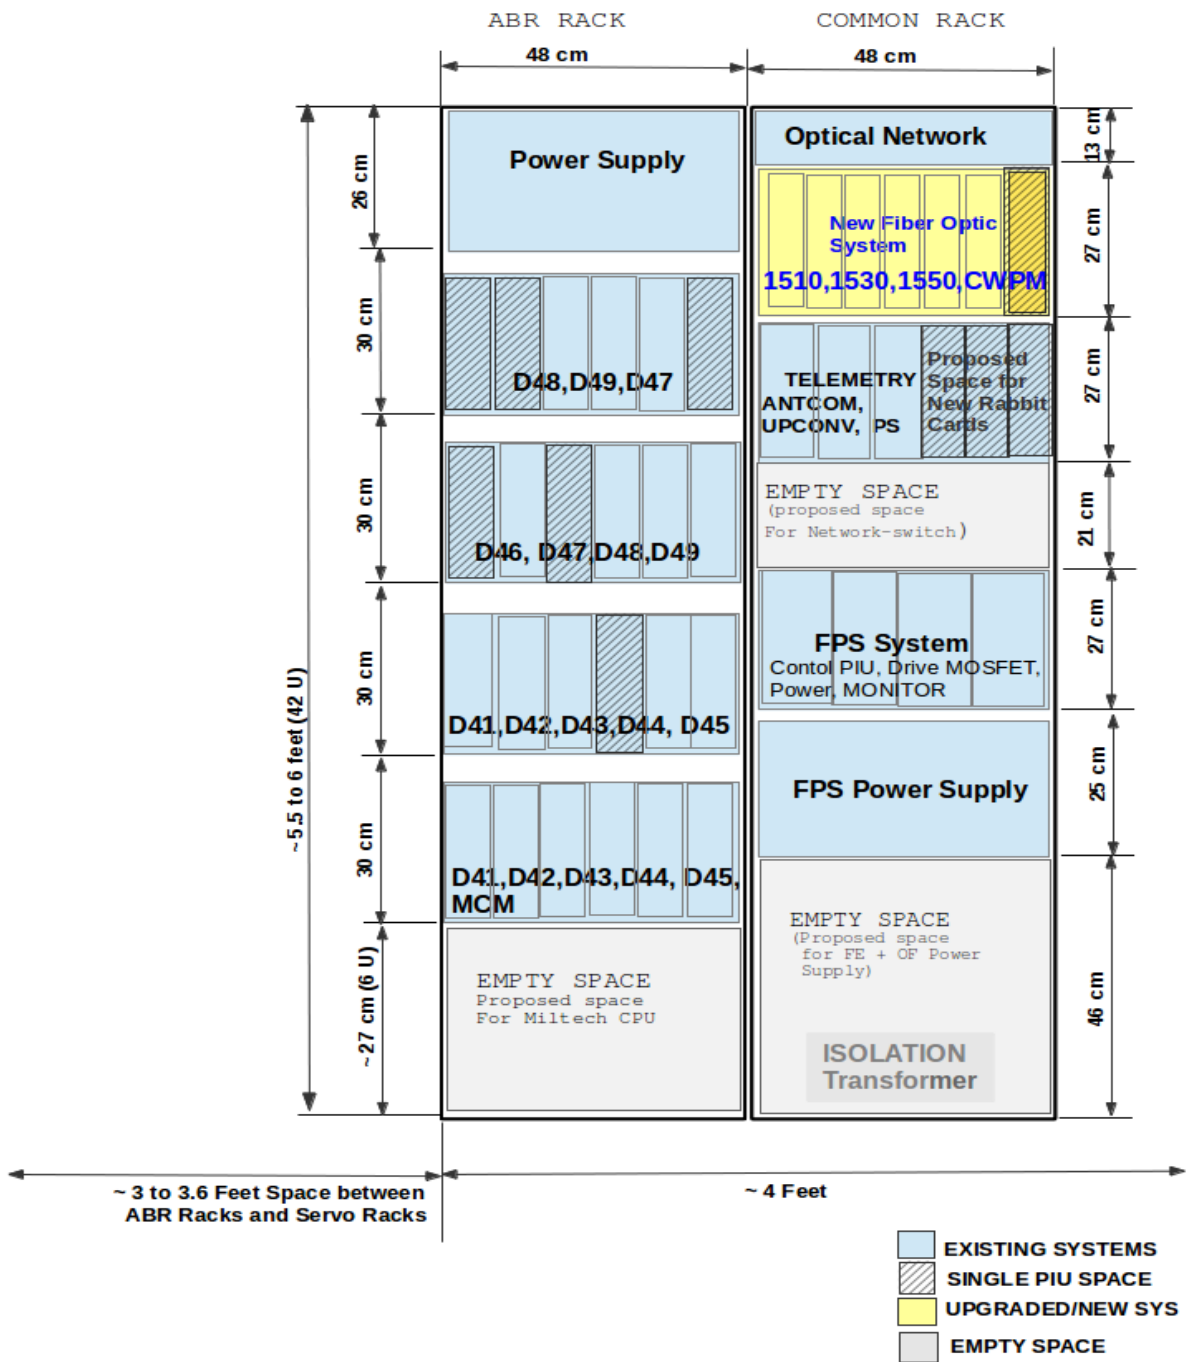 ABR RACK
COMMON RACK
48 cm
48 cm
Power Supply
Optical Network
13 cm
26 cm
New Fiber Optic
System
1510,1530,1550,CWPM
27 cm
30 cm
D48,D49,D47
TELEMETRY
ANTCOM,
UPCONV, PS
Proposed
Space for
New Rabbit
Cards
27 cm
30 cm
D46, D47,D48,D49
EMPTY SPACE
(proposed space
For Network-switch)
21 cm
~5.5 to 6 feet (42 U)
30 cm
D41,D42,D43,D44, D45
FPS System
Contol PIU, Drive MOSFET,
Power, MONITOR
27 cm
FPS Power Supply
25 cm
30 cm
D41,D42,D43,D44, D45,
MCM
~27 cm (6 U)
EMPTY SPACE
Proposed space
For Miltech CPU
EMPTY SPACE
(Proposed space
for FE + OF Power
Supply)
ISOLATION
Transformer
46 cm
~ 3 to 3.6 Feet Space between
ABR Racks and Servo Racks
~ 4 Feet
EXISTING SYSTEMS
SINGLE PIU SPACE
UPGRADED/NEW SYS
EMPTY SPACE